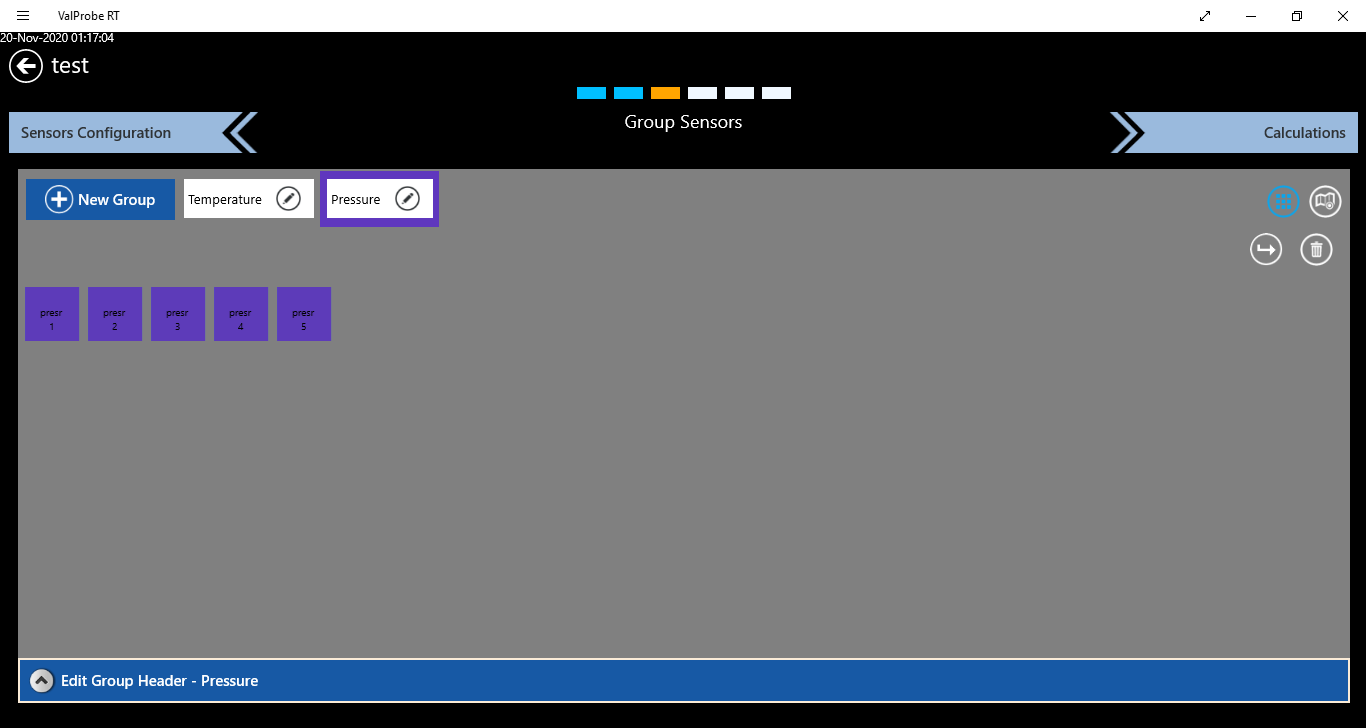 ValProbe RT
20-Nov-2020 01:17:04
test
Group Sensors
Sensors Configuration
Calculations
New Group
Temperature
Pressure
presr
1
presr
2
presr
3
presr
4
presr
5
Edit Group Header - Pressure